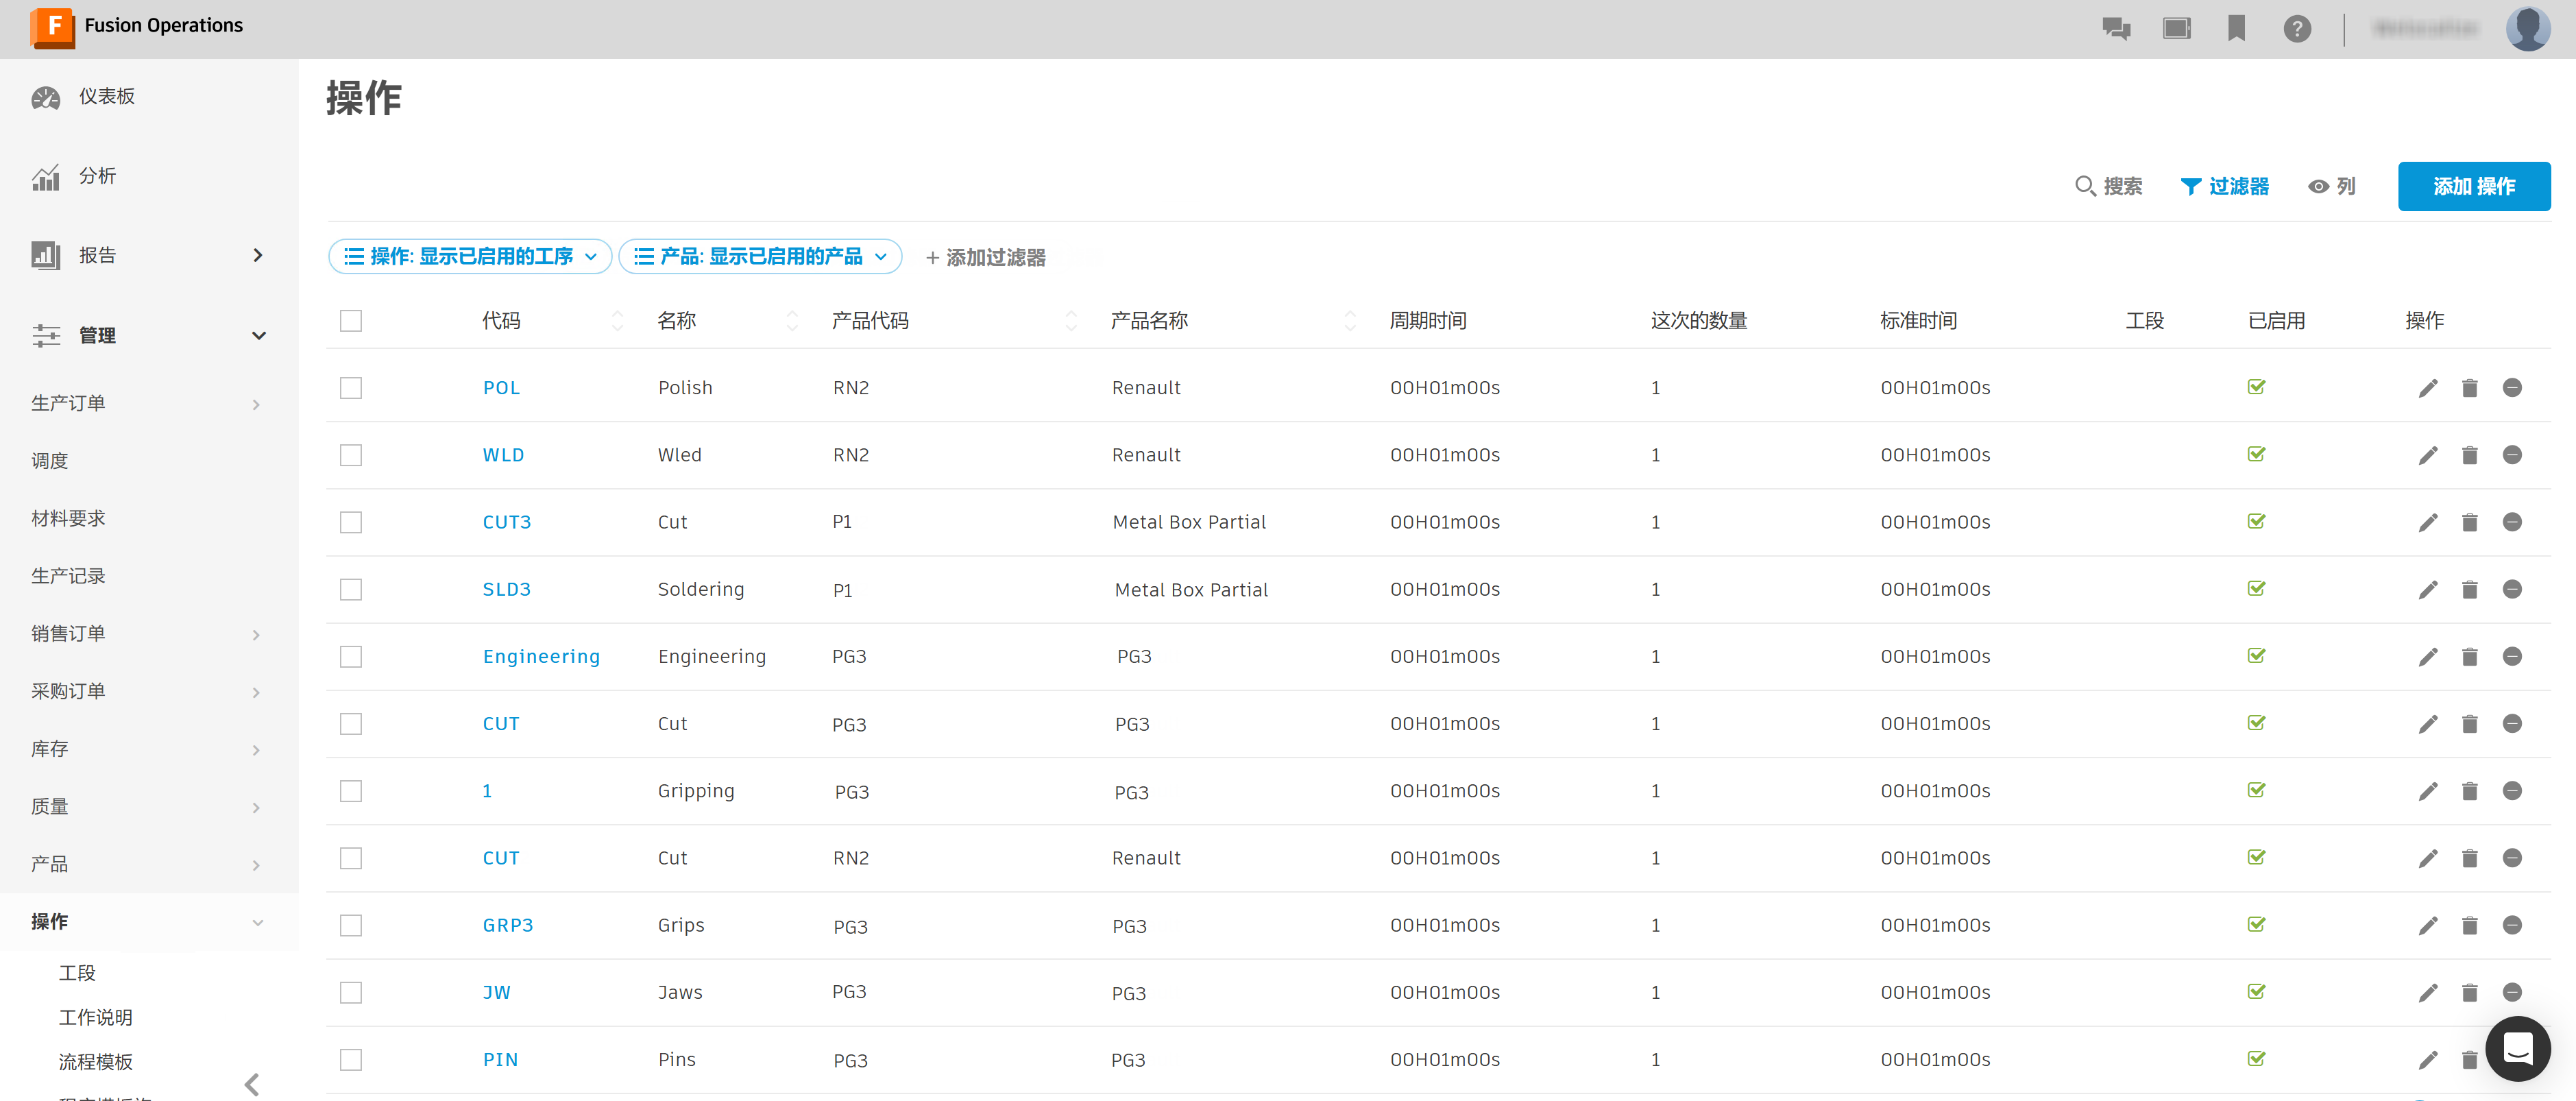 Fusion Operations
仪表板
分析
报告
管理
生产订单
调度
材料要求
生产记录
销售订单
采购订单
库存
质量
产品
操作
工段
工作说明
流程模板
操作
搜索 过滤器 列 添加 操作
操作: 显示已启用的工序 产品: 显示已启用的产品 + 添加过滤器
代码 名称 产品代码 产品名称 周期时间 这次的数量 标准时间 工段 已启用 操作
POL Polish RN2 Renault 00H01m00s 1 00H01m00s
WLD Wled RN2 Renault 00H01m00s 1 00H01m00s
CUT3 Cut P1 Metal Box Partial 00H01m00s 1 00H01m00s
SLD3 Soldering P1 Metal Box Partial 00H01m00s 1 00H01m00s
Engineering Engineering PG3 PG3 00H01m00s 1 00H01m00s
CUT Cut PG3 PG3 00H01m00s 1 00H01m00s
1 Gripping PG3 PG3 00H01m00s 1 00H01m00s
CUT Cut RN2 Renault 00H01m00s 1 00H01m00s
GRP3 Grips PG3 PG3 00H01m00s 1 00H01m00s
JW Jaws PG3 PG3 00H01m00s 1 00H01m00s
PIN Pins PG3 PG3 00H01m00s 1 00H01m00s